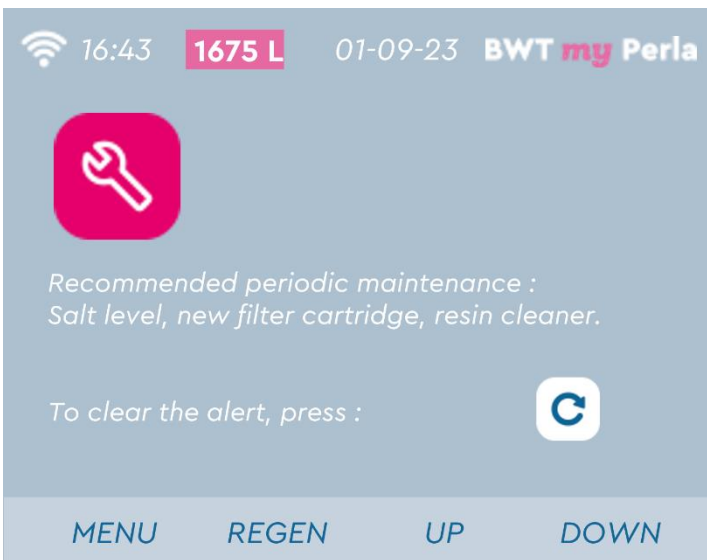 16:43 1675 L 01-09-23 BWT my Perla
Recommended periodic maintenance :
Salt level, new filter cartridge, resin cleaner.
To clear the alert, press :
MENU REGEN UP DOWN